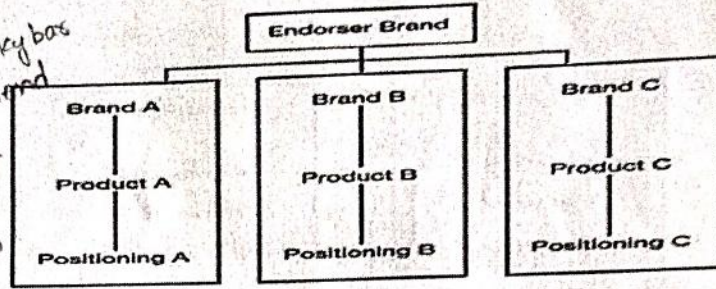 Endorser Brand
Brand A
Product A
Positioning A
Brand B
Product B
Positioning B
Brand C
Product C
Positioning C